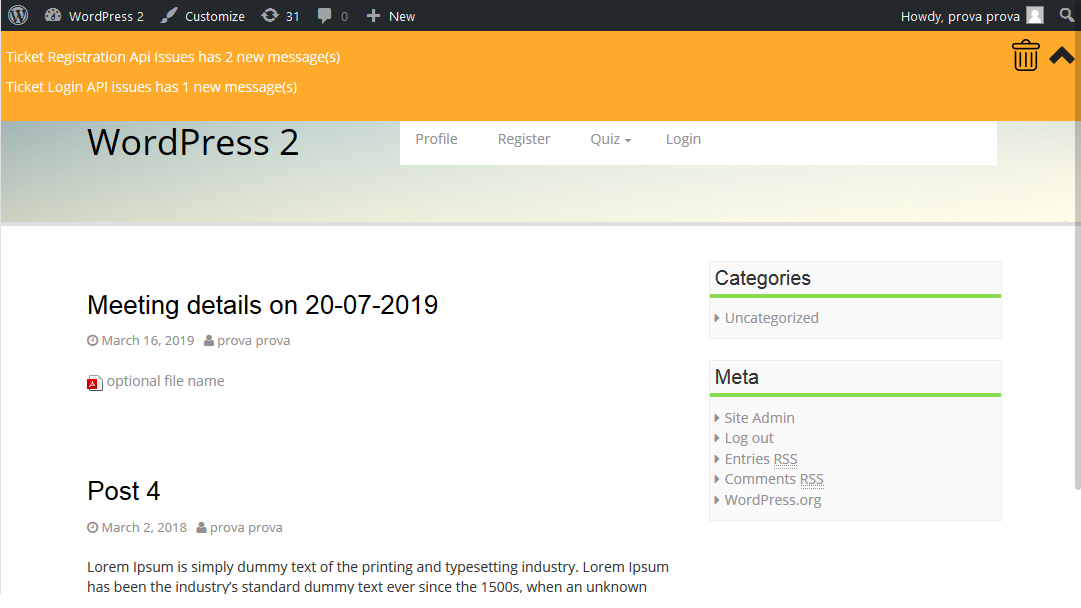 WordPress 2 Customize 31 0 New Howdy, prova prova
Ticket Registration Api Issues has 2 new message(s)
Ticket Login API issues has 1 new message(s)
WordPress 2
Profile Register Quiz Login
Meeting details on 20-07-2019
March 16, 2019 prova prova
optional file name
Post 4
March 2, 2018 prova prova
Lorem Ipsum is simply dummy text of the printing and typesetting industry. Lorem Ipsum
has been the industry’s standard dummy text ever since the 1500s, when an unknown
Categories
Uncategorized
Meta
Site Admin
Log out
Entries RSS
Comments RSS
WordPress.org